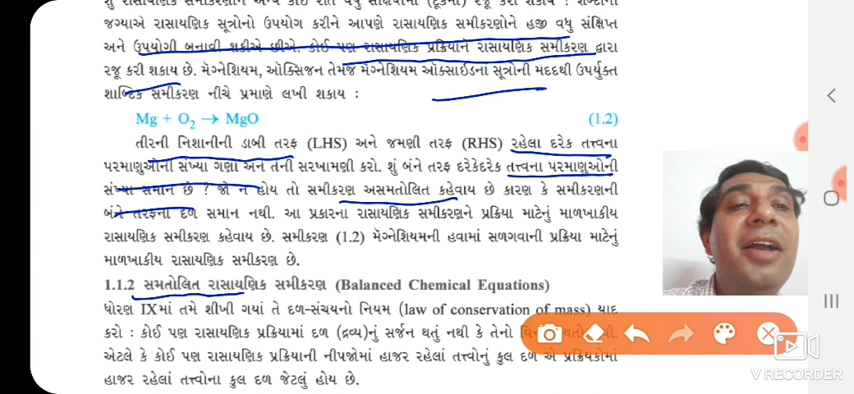 જગ્યાએ રાસાયણિક સૂત્રોનો ઉપયોગ કરીને આપણે રાસાયણિક સમીકરણોને હજી વધુ સંક્ષિપ્ત
અને ઉપયોગી બનાવી શકીએ છીએ. કોઈ પણ રાસાયણિક પ્રક્રિયાને રાસાયણિક સમીકરણ દ્વારા
રજૂ કરી શકાય છે. મૅગ્નેશિયમ, ઑક્સિજન તેમજ મૅગ્નેશિયમ ઑક્સાઇડના સૂત્રોની મદદથી ઉપર્યુક્ત
શાબ્દિક સમીકરણ નીચે પ્રમાણે લખી શકાય :
Mg + O₂ → MgO (1.2)
તીરની નિશાનીની ડાબી તરફ (LHS) અને જમણી તરફ (RHS) રહેલા દરેક તત્ત્વના
પરમાણુઓની સંખ્યા ગણો અને તેની સરખામણી કરો. શું બંને તરફ દરેકેદરેક તત્ત્વના પરમાણુઓની
સંખ્યા સમાન છે ? જો ન હોય તો સમીકરણ અસમતોલિત કહેવાય છે કારણ કે સમીકરણની
બંને તરફના દળ સમાન નથી. આ પ્રકારના રાસાયણિક સમીકરણને પ્રક્રિયા માટેનું માળખાકીય
રાસાયણિક સમીકરણ કહેવાય છે. સમીકરણ (1.2) મૅગ્નેશિયમની હવામાં સળગવાની પ્રક્રિયા માટેનું
માળખાકીય રાસાયણિક સમીકરણ છે.
1.1.2 સમતોલિત રાસાયણિક સમીકરણ (Balanced Chemical Equations)
ધોરણ IXમાં તમે શીખી ગયાં તે દળ-સંચયનો નિયમ (law of conservation of mass) યાદ
કરો : કોઈ પણ રાસાયણિક પ્રક્રિયામાં દળ (દ્રવ્ય)નું સર્જન થતું નથી કે તેનો
એટલે કે કોઈ પણ રાસાયણિક પ્રક્રિયાની નીપજોમાં હાજર રહેલાં તત્ત્વોનું કુલ દળ એ પ્રક્રિયકોમાં
હાજર રહેલાં તત્ત્વોના કુલ દળ જેટલું હોય છે.
V RECORDER